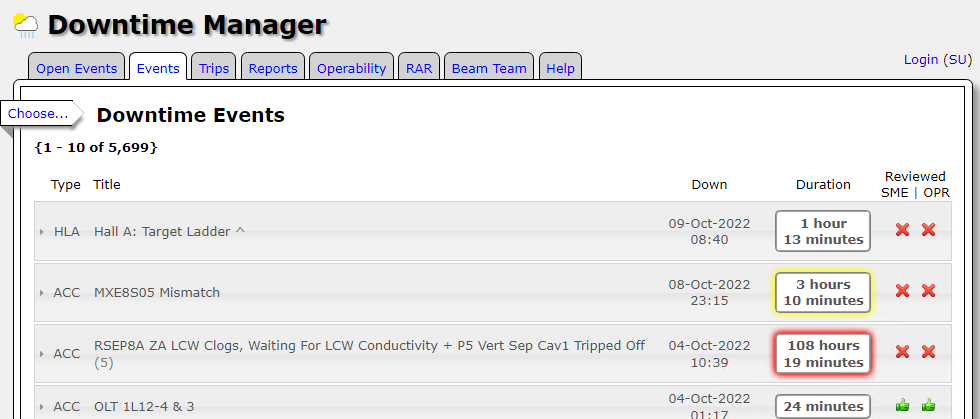 Downtime Manager
Login (SU)
Open Events Events Trips Reports Operability RAR Beam Team Help
Choose...
Downtime Events
{1 - 10 of 5,699}
Type Title Down Duration Reviewed
SME | OPR
HLA Hall A: Target Ladder ^ 09-Oct-2022 08:40 1 hour 13 minutes
ACC MXE8S05 Mismatch 08-Oct-2022 23:15 3 hours 10 minutes
ACC RSEP8A ZA LCW Clogs, Waiting For LCW Conductivity + P5 Vert Sep Cav1 Tripped Off (5) 04-Oct-2022 10:39 108 hours 19 minutes
ACC OLT 1L12-4 & 3 04-Oct-2022 01:17 24 minutes